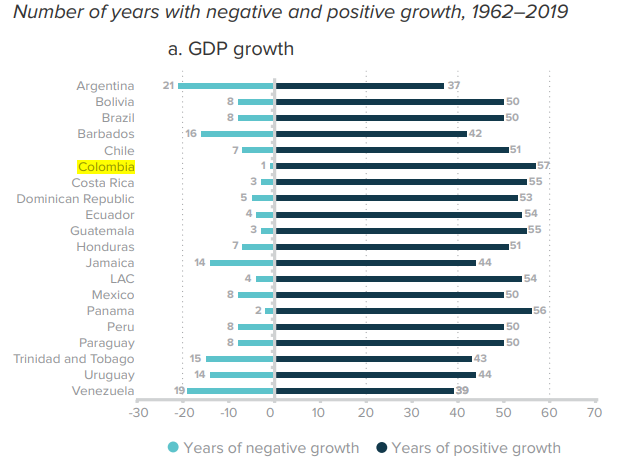 Number of years with negative and positive growth, 1962–2019
a. GDP growth
Argentina 21 37
Bolivia 8 50
Brazil 8 50
Barbados 16 42
Chile 7 51
Colombia 1 57
Costa Rica 3 55
Dominican Republic 5 53
Ecuador 4 54
Guatemala 3 55
Honduras 7 51
Jamaica 14 44
LAC 4 54
Mexico 8 50
Panama 2 56
Peru 8 50
Paraguay 8 50
Trinidad and Tobago 15 43
Uruguay 14 44
Venezuela 19 39
-30 -20 -10 0 10 20 30 40 50 60 70
Years of negative growth Years of positive growth